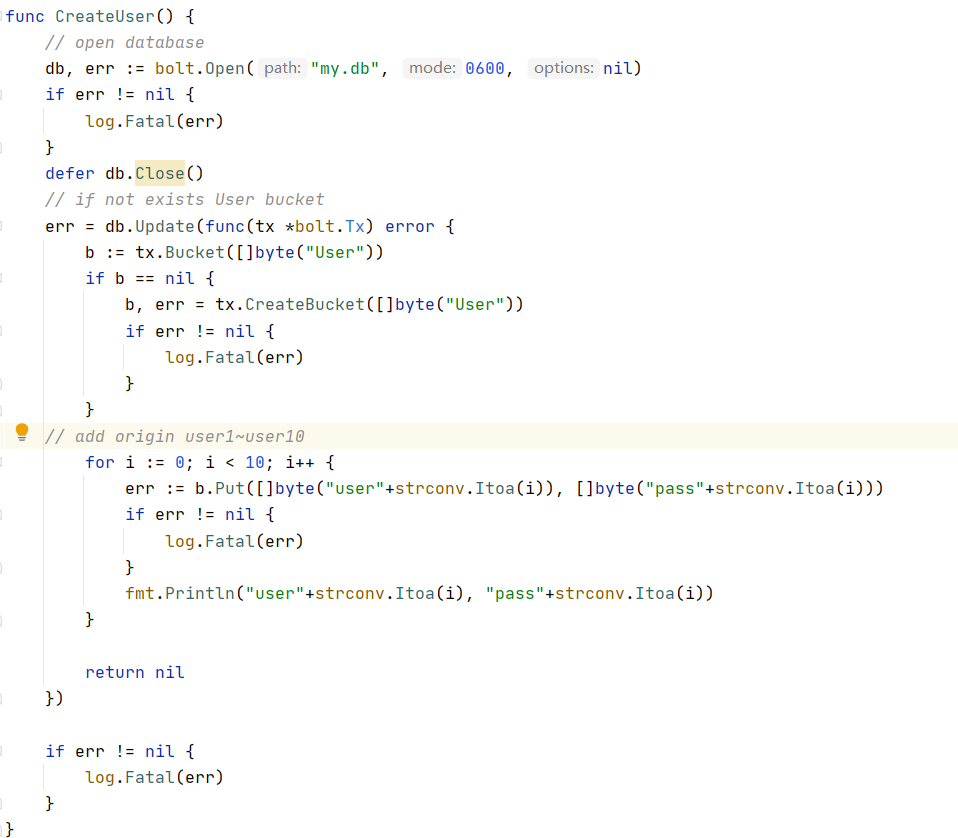 func CreateUser() {
    // open database
    db, err := bolt.Open( path: "my.db",  mode: 0600,  options: nil)
    if err != nil {
        log.Fatal(err)
    }
    defer db.Close()
    // if not exists User bucket
    err = db.Update(func(tx *bolt.Tx) error {
        b := tx.Bucket([]byte("User"))
        if b == nil {
            b, err = tx.CreateBucket([]byte("User"))
            if err != nil {
                log.Fatal(err)
            }
        }
    // add origin user1~user10
        for i := 0; i < 10; i++ {
            err := b.Put([]byte("user"+strconv.Itoa(i)), []byte("pass"+strconv.Itoa(i)))
            if err != nil {
                log.Fatal(err)
            }
            fmt.Println("user"+strconv.Itoa(i), "pass"+strconv.Itoa(i))
        }

        return nil
    })

    if err != nil {
        log.Fatal(err)
    }
}